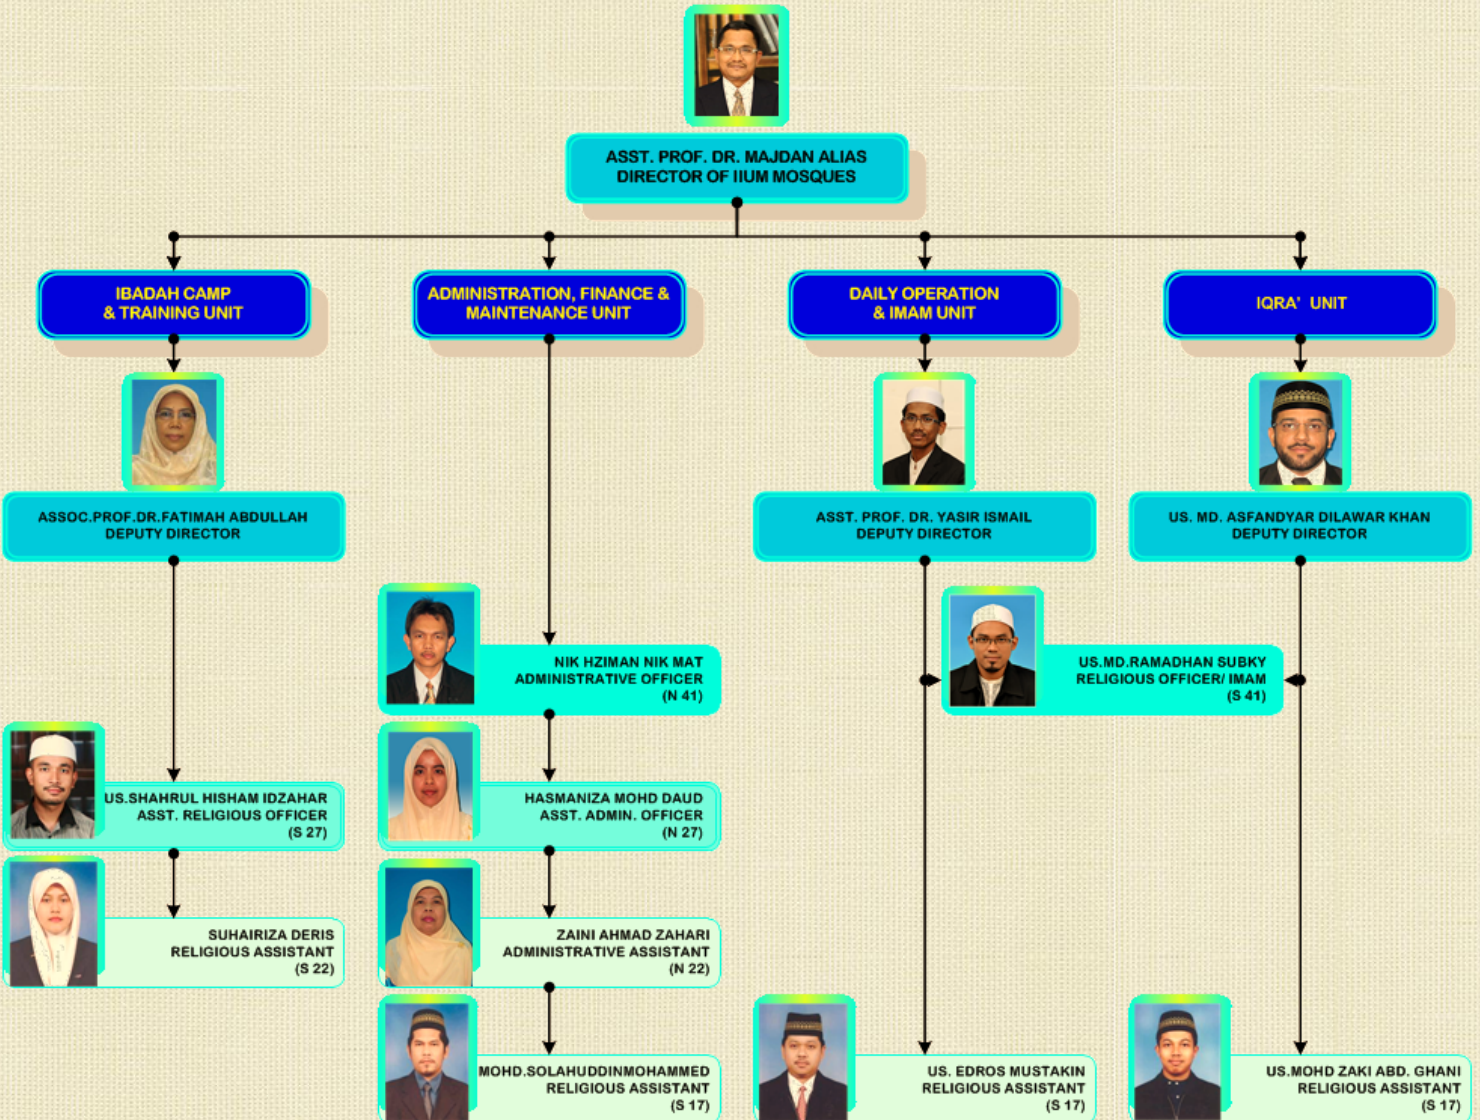 ASST. PROF. DR. MAJDAN ALIAS
DIRECTOR OF IIUM MOSQUES
IBADAH CAMP
& TRAINING UNIT
ADMINISTRATION, FINANCE &
MAINTENANCE UNIT
DAILY OPERATION
& IMAM UNIT
IQRA' UNIT
ASSOC.PROF.DR.FATIMAH ABDULLAH
DEPUTY DIRECTOR
ASST. PROF. DR. YASIR ISMAIL
DEPUTY DIRECTOR
US. MD. ASFANDYAR DILAWAR KHAN
DEPUTY DIRECTOR
NIK HZIMAN NIK MAT
ADMINISTRATIVE OFFICER
(N 41)
US.MD.RAMADHAN SUBKY
RELIGIOUS OFFICER/ IMAM
(S 41)
US.SHAHRUL HISHAM IDZAHAR
ASST. RELIGIOUS OFFICER
(S 27)
HASMANIZA MOHD DAUD
ASST. ADMIN. OFFICER
(N 27)
SUHAIRIZA DERIS
RELIGIOUS ASSISTANT
(S 22)
ZAINI AHMAD ZAHARI
ADMINISTRATIVE ASSISTANT
(N 22)
MOHD.SOLAHUDDINMOHAMMED
RELIGIOUS ASSISTANT
(S 17)
US. EDROS MUSTAKIN
RELIGIOUS ASSISTANT
(S 17)
US.MOHD ZAKI ABD. GHANI
RELIGIOUS ASSISTANT
(S 17)